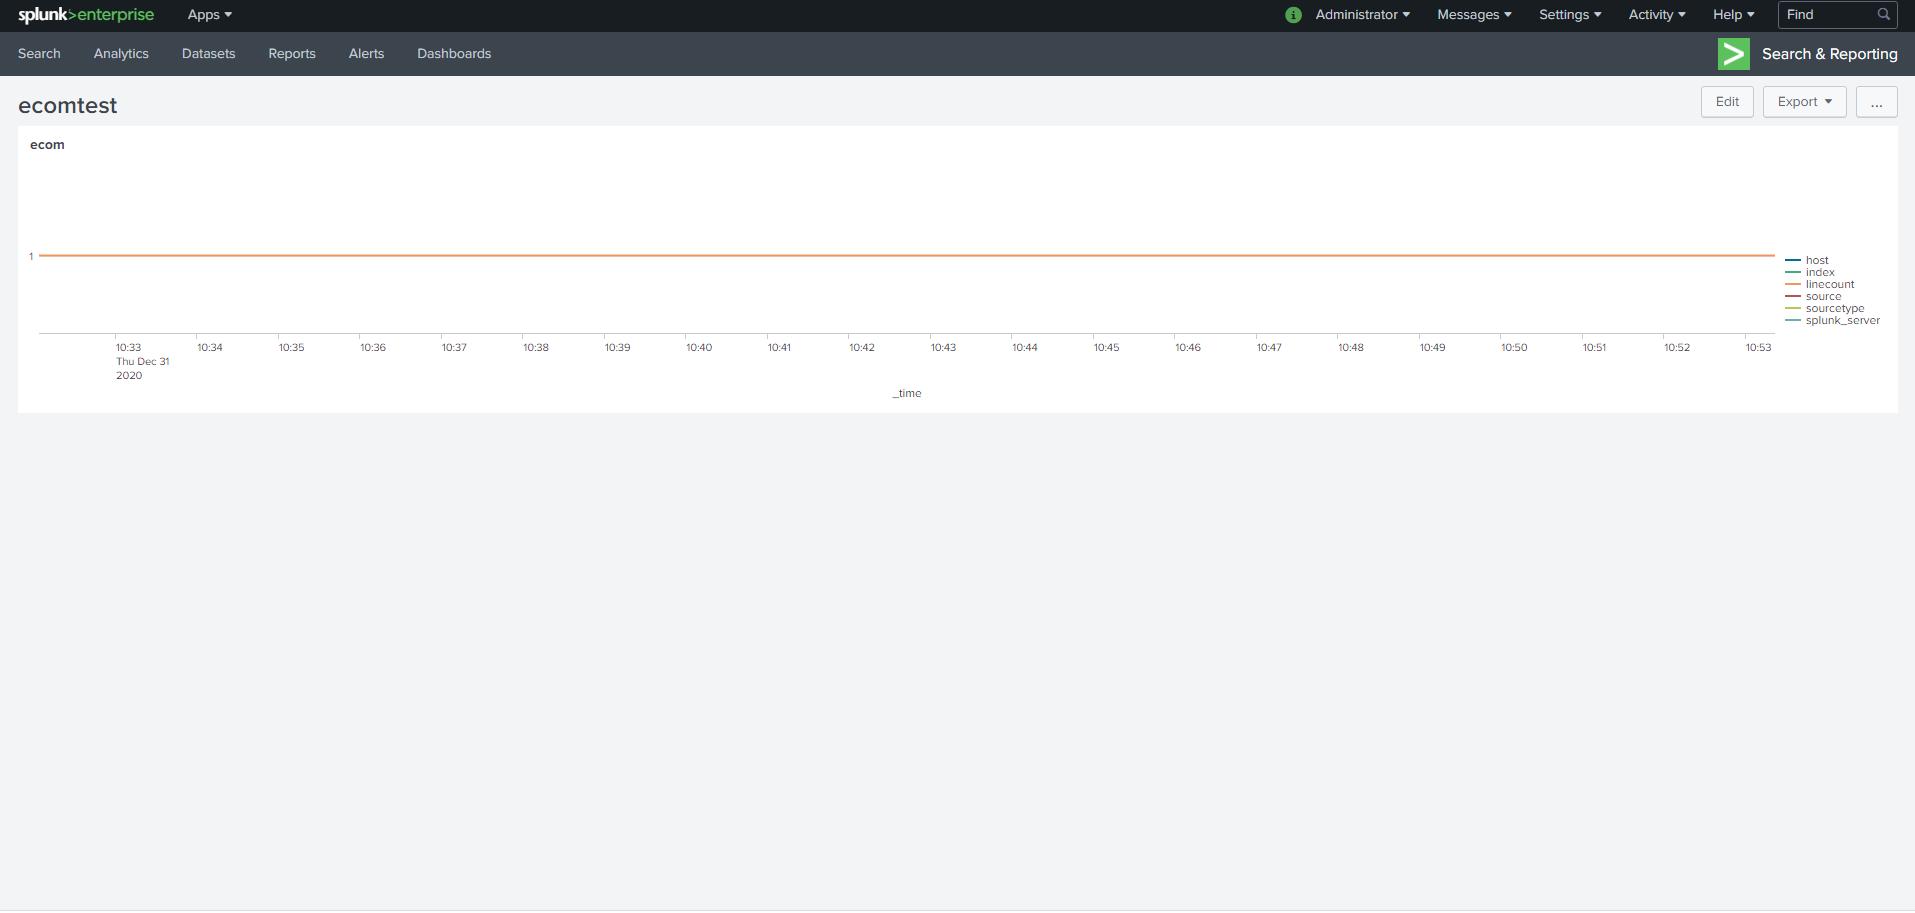 splunk>enterprise Apps Administrator Messages Settings Activity Help Find
Search Analytics Datasets Reports Alerts Dashboards Search & Reporting
ecomtest Edit Export ...
ecom
1
host
index
linecount
source
sourcetype
splunk_server
10:33 10:34 10:35 10:36 10:37 10:38 10:39 10:40 10:41 10:42 10:43 10:44 10:45 10:46 10:47 10:48 10:49 10:50 10:51 10:52 10:53
Thu Dec 31
2020
_time